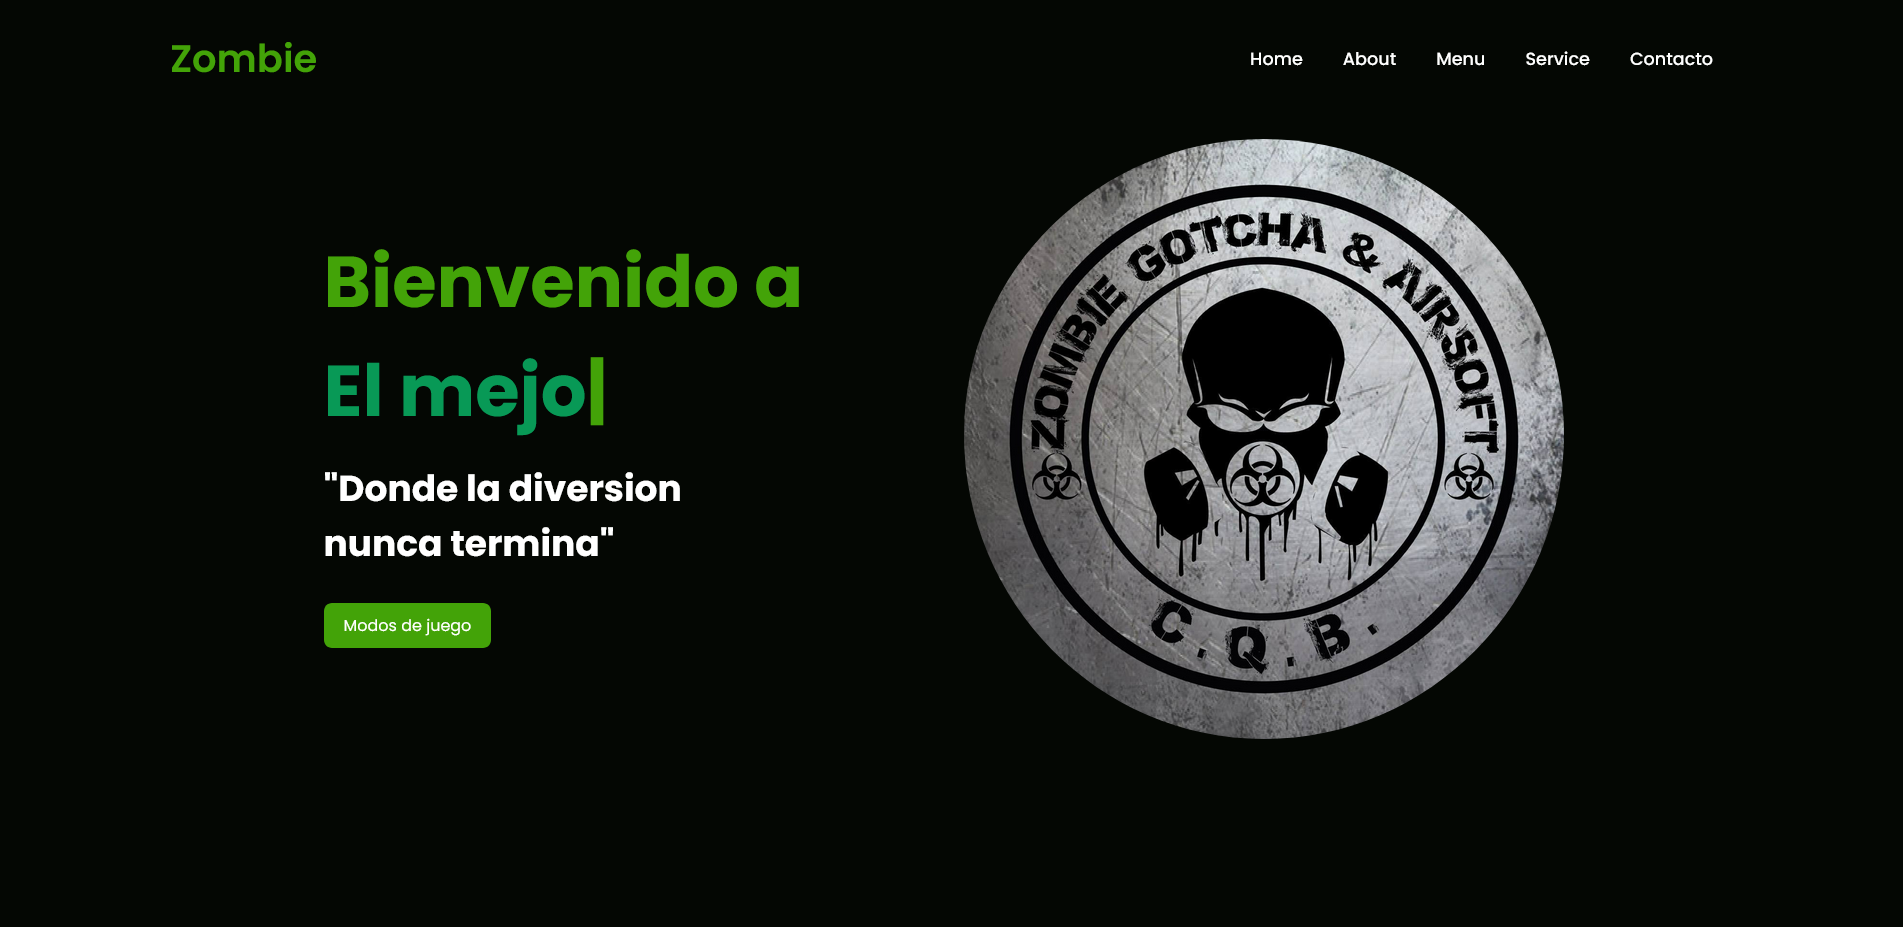 Zombie
Home About Menu Service Contacto
Bienvenido a
El mejo
"Donde la diversion
nunca termina"
Modos de juego
ZOMBIE GOTCHA & AIRSOFT
C.Q.B.